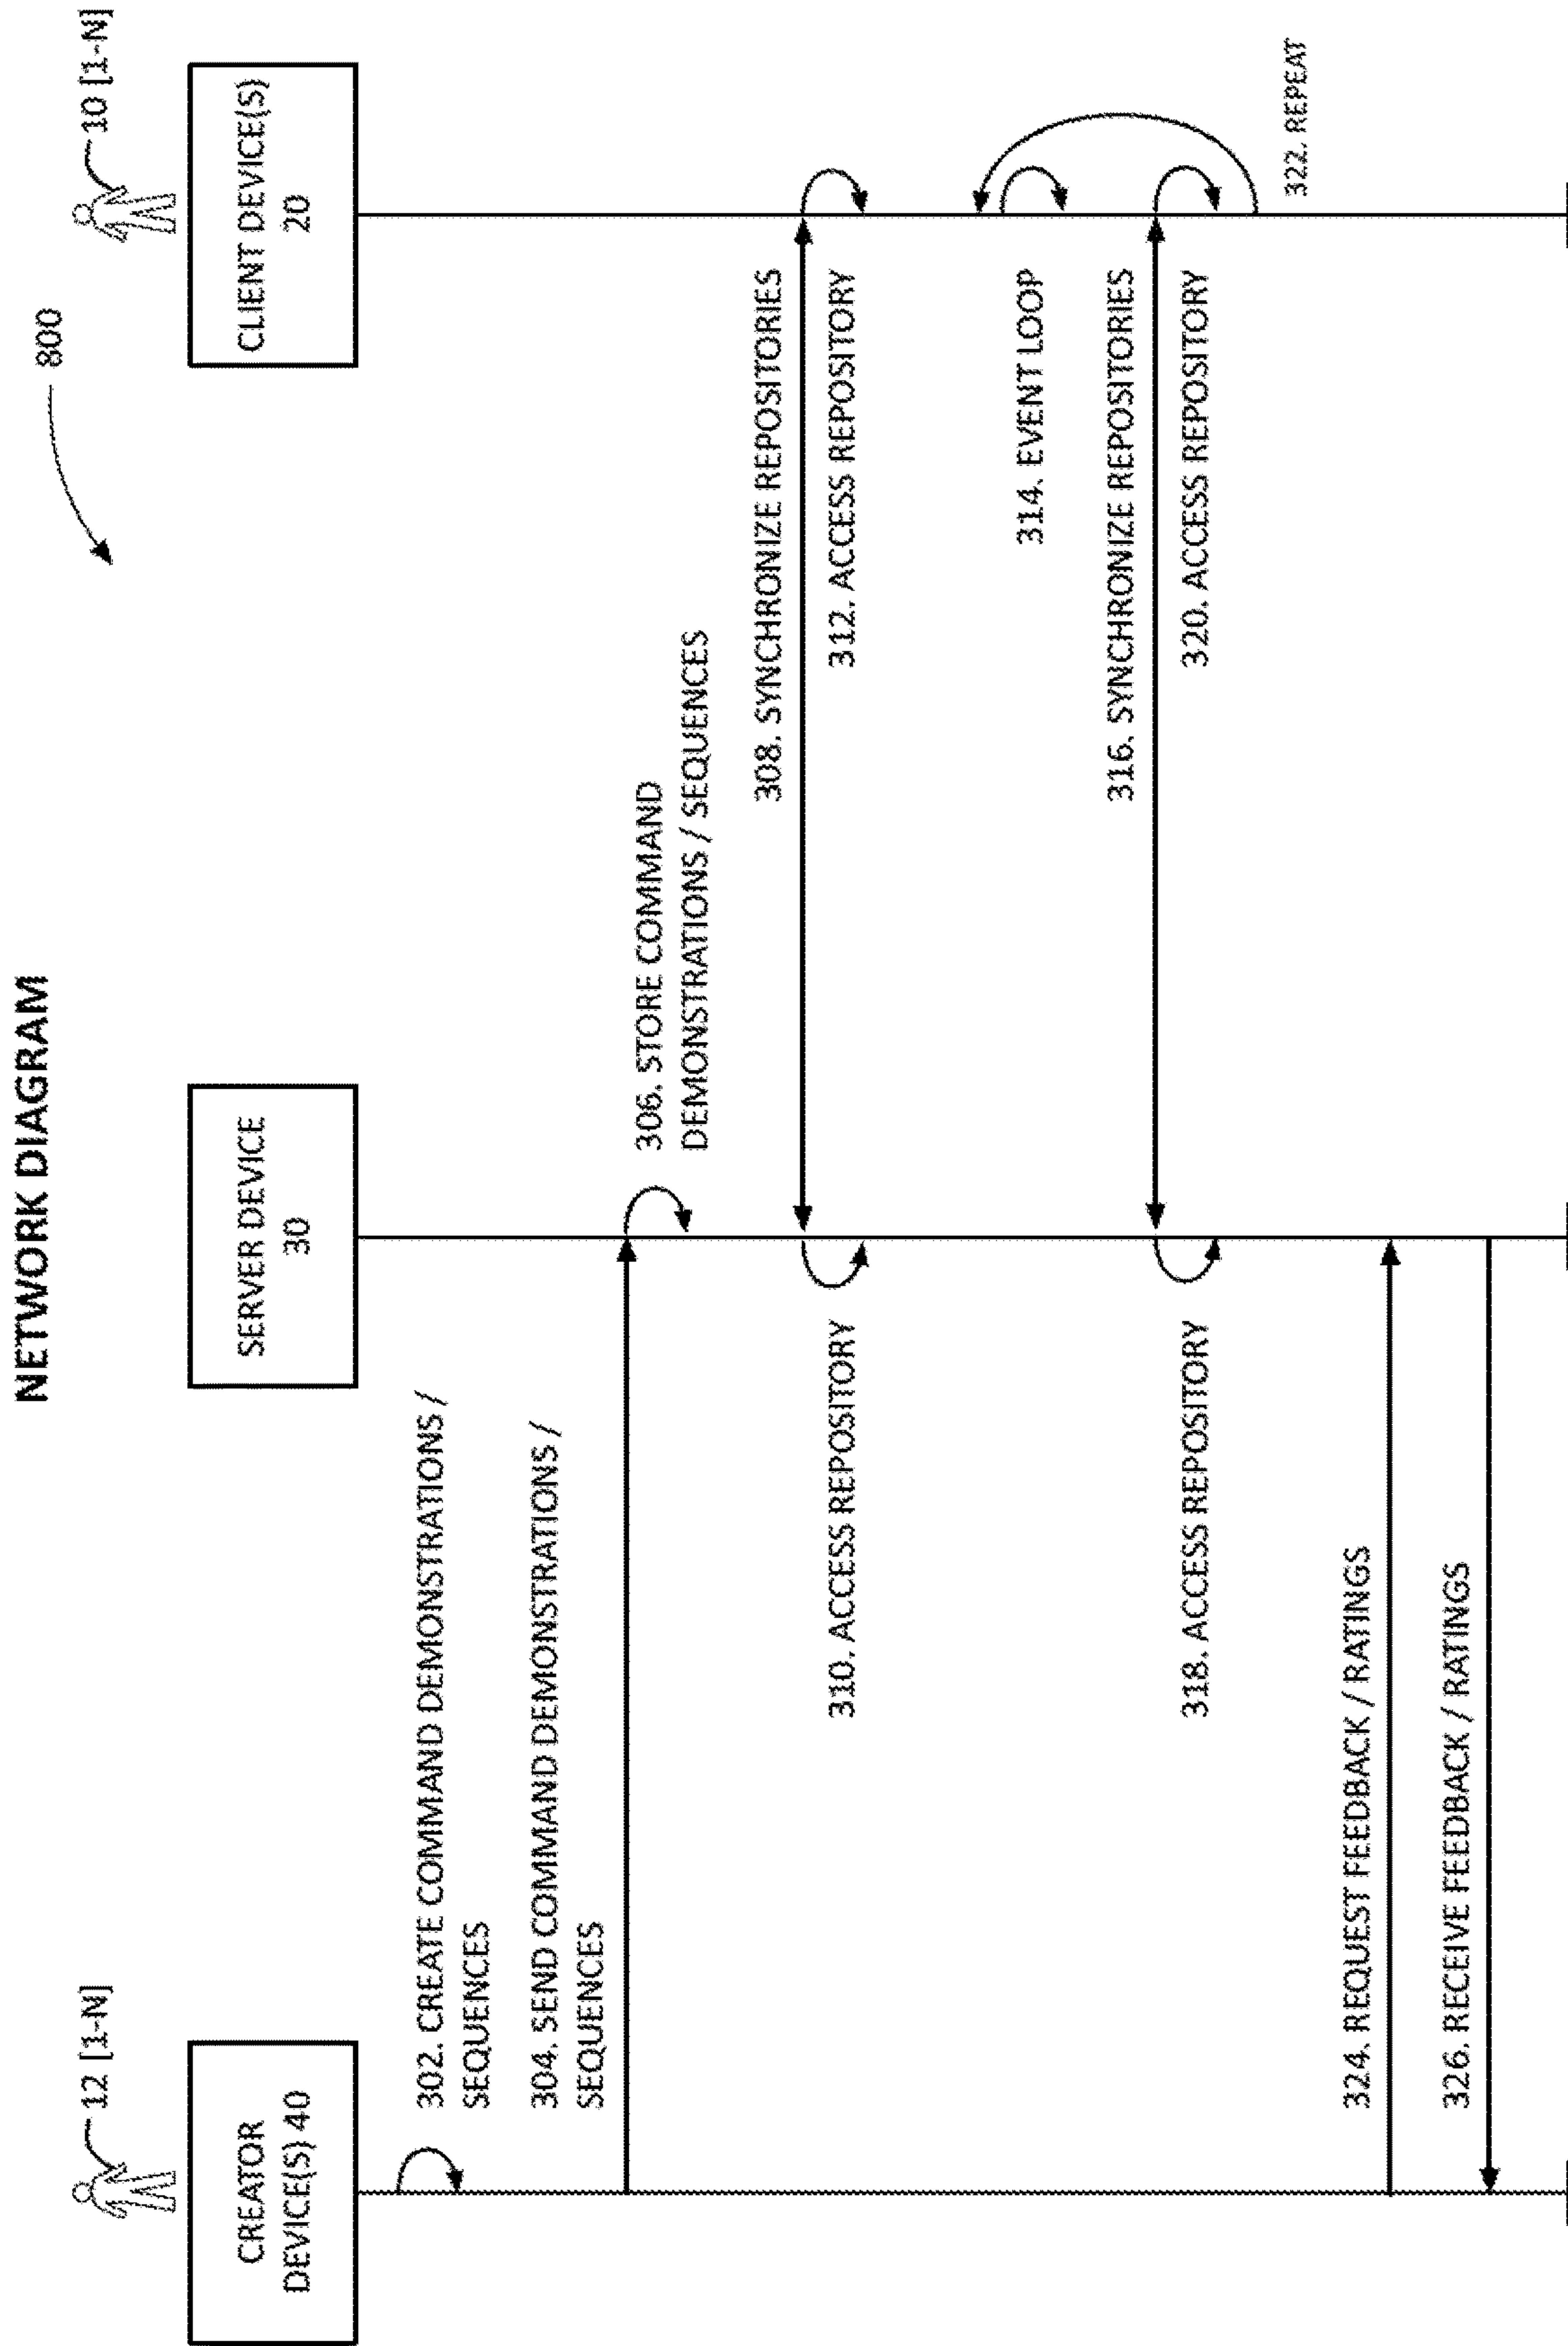 NETWORK DIAGRAM
800
12 [1-N]
10 [1-N]
CREATOR
DEVICE(S) 40
SERVER DEVICE
30
CLIENT DEVICE(S)
20
302. CREATE COMMAND DEMONSTRATIONS /
SEQUENCES
304. SEND COMMAND DEMONSTRATIONS /
SEQUENCES
306. STORE COMMAND
DEMONSTRATIONS / SEQUENCES
308. SYNCHRONIZE REPOSITORIES
310. ACCESS REPOSITORY
312. ACCESS REPOSITORY
314. EVENT LOOP
316. SYNCHRONIZE REPOSITORIES
318. ACCESS REPOSITORY
320. ACCESS REPOSITORY
322. REPEAT
324. REQUEST FEEDBACK / RATINGS
326. RECEIVE FEEDBACK / RATINGS